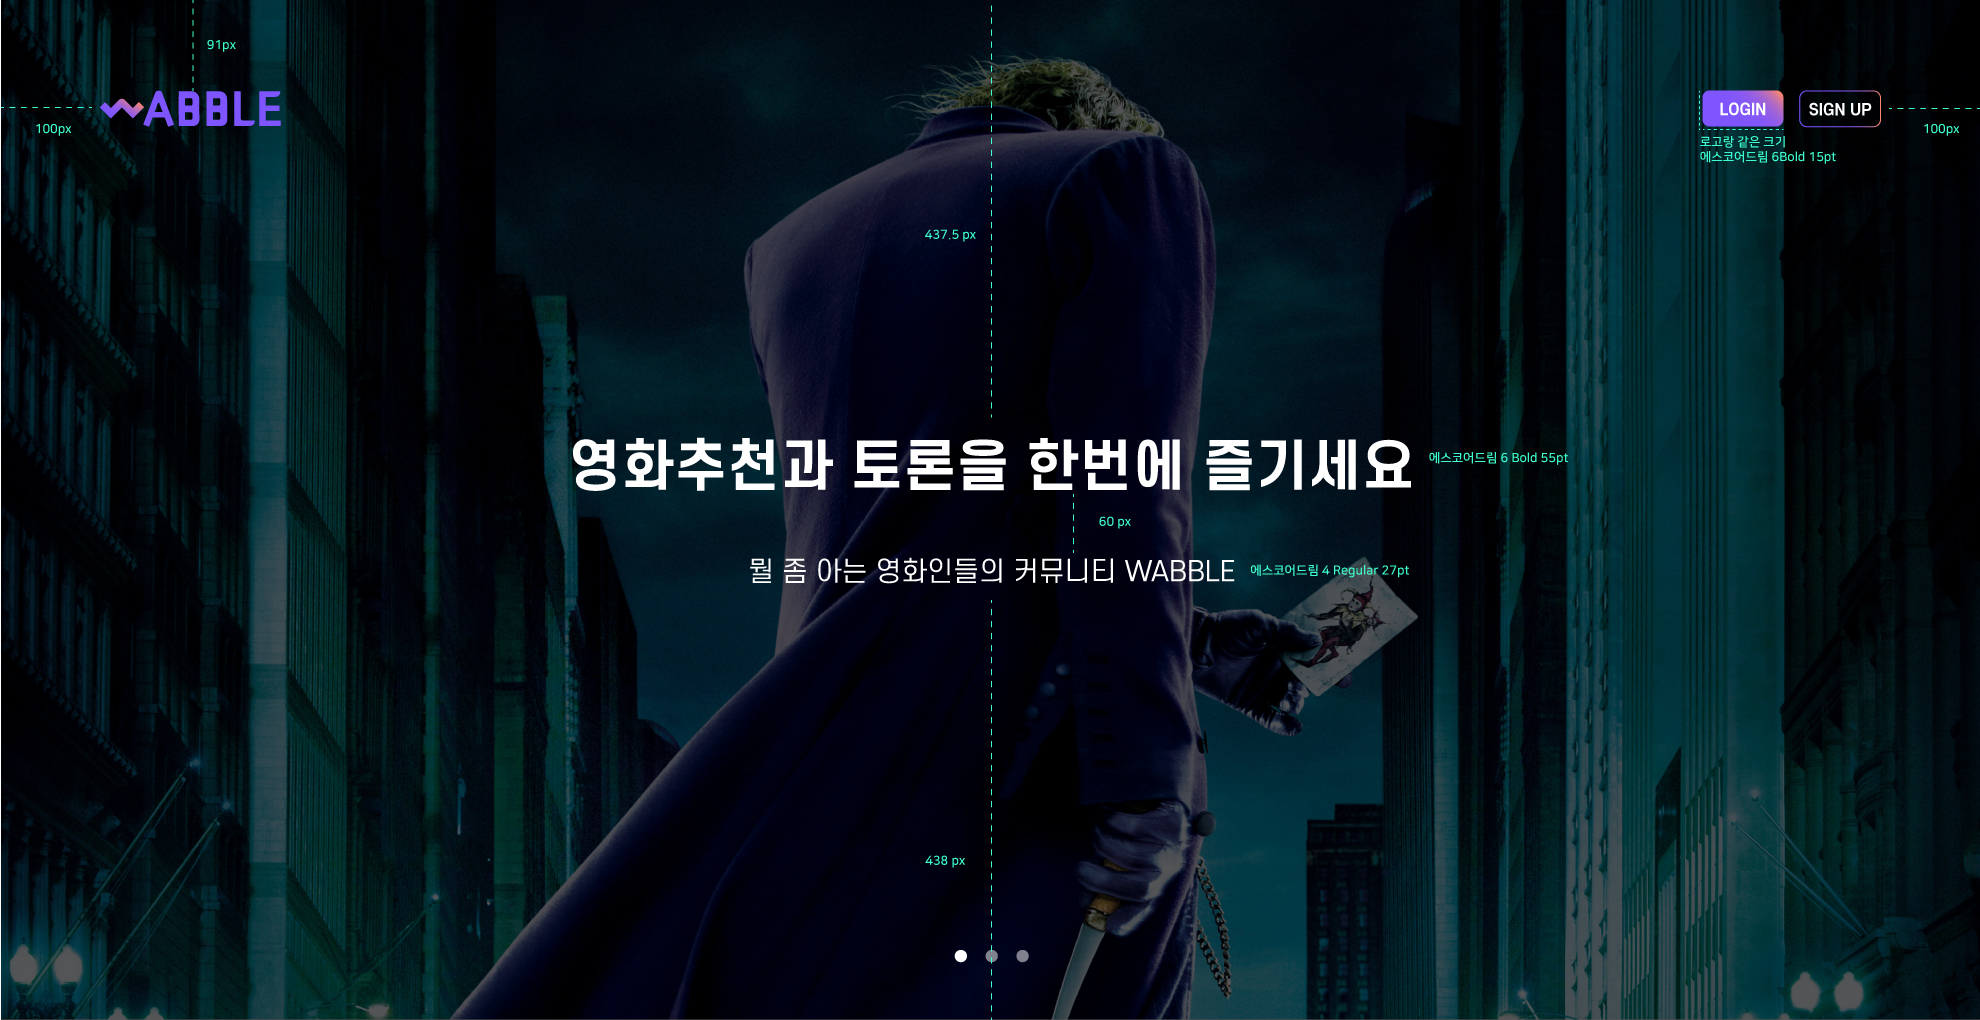 91px
WABBLE
100px
LOGIN
SIGN UP
100px
로고랑 같은 크기
에스코어드림 6Bold 15pt
437.5 px
영화추천과 토론을 한번에 즐기세요
에스코어드림 6 Bold 55pt
60 px
뭘 좀 아는 영화인들의 커뮤니티 WABBLE
에스코어드림 4 Regular 27pt
438 px